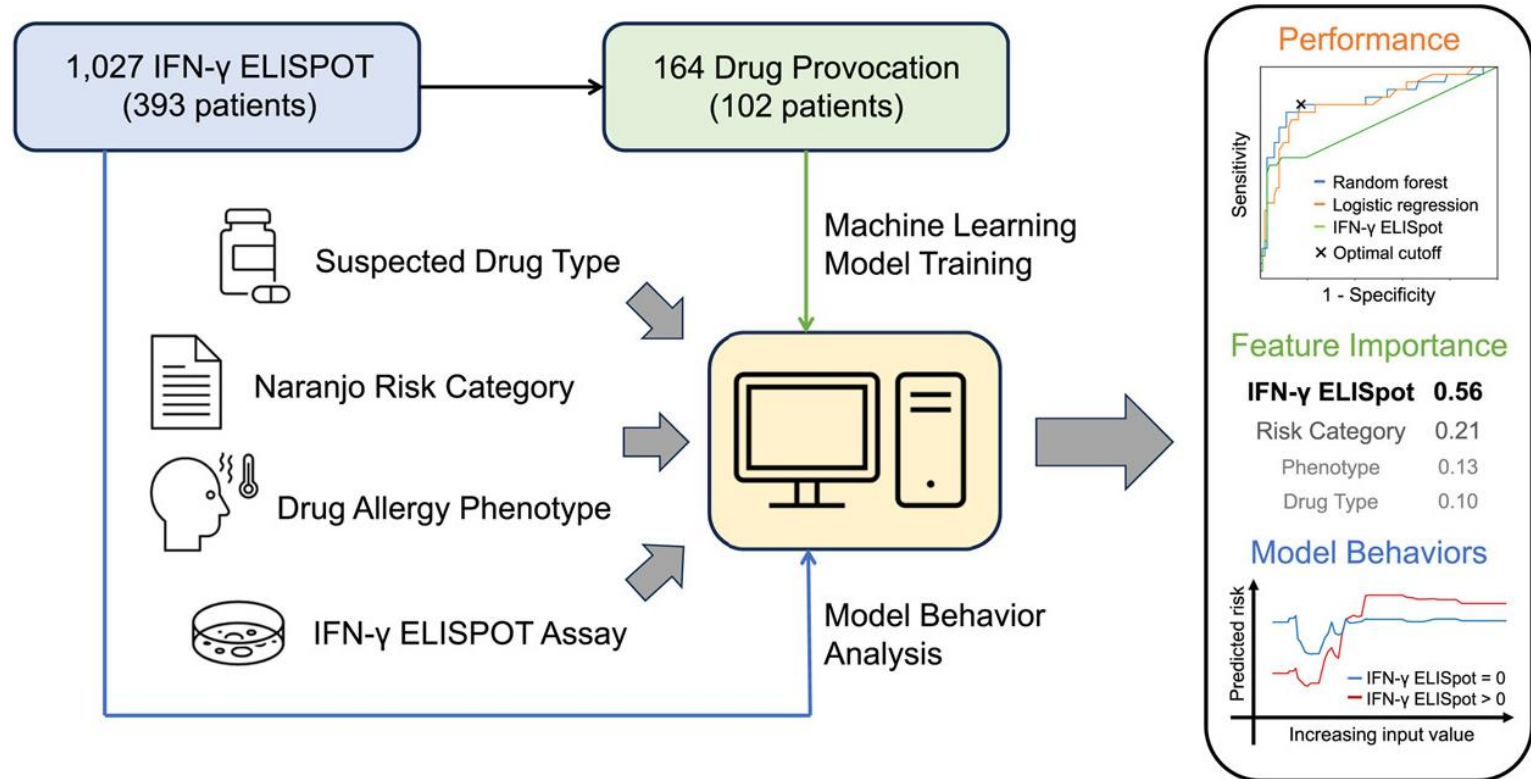 1,027 IFN-γ ELISPOT
(393 patients)
164 Drug Provocation
(102 patients)
Suspected Drug Type
Naranjo Risk Category
Drug Allergy Phenotype
IFN-γ ELISPOT Assay
Machine Learning
Model Training
Model Behavior
Analysis
Performance
Sensitivity
Random forest
Logistic regression
IFN-γ ELISpot
× Optimal cutoff
1 - Specificity
Feature Importance
IFN-γ ELISpot 0.56
Risk Category 0.21
Phenotype 0.13
Drug Type 0.10
Model Behaviors
Predicted risk
IFN-γ ELISpot = 0
IFN-γ ELISpot > 0
Increasing input value